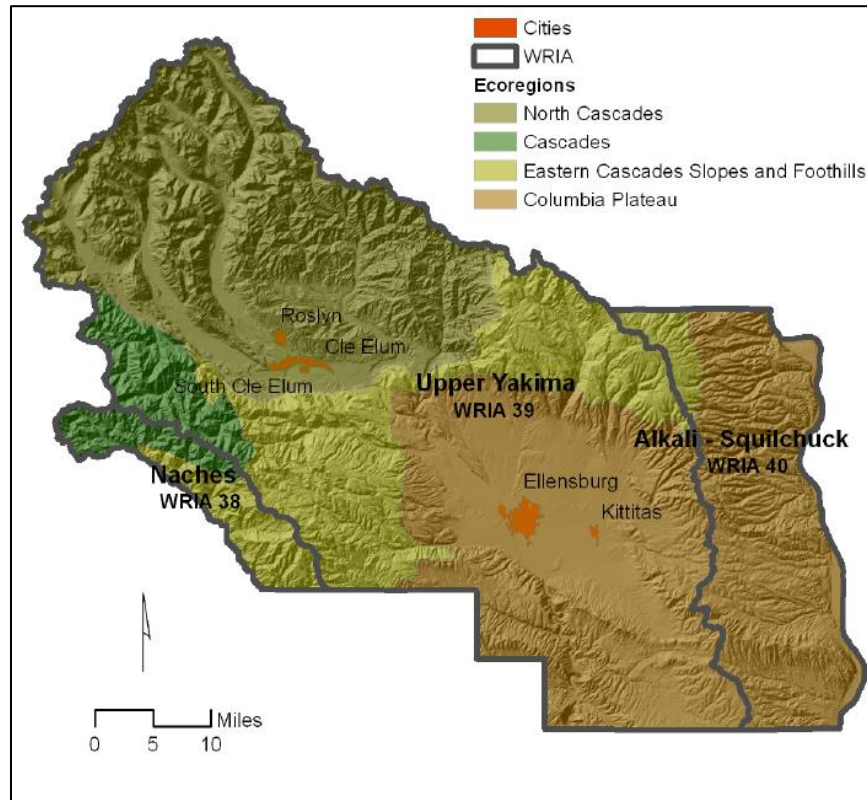 Cities
WRIA
Ecoregions
North Cascades
Cascades
Eastern Cascades Slopes and Foothills
Columbia Plateau
Roslyn
Cle Elum
South Cle Elum
Upper Yakima
WRIA 39
Alkali - Squilchuck
WRIA 40
Naches
WRIA 38
Ellensburg
Kittitas
Miles
0 5 10